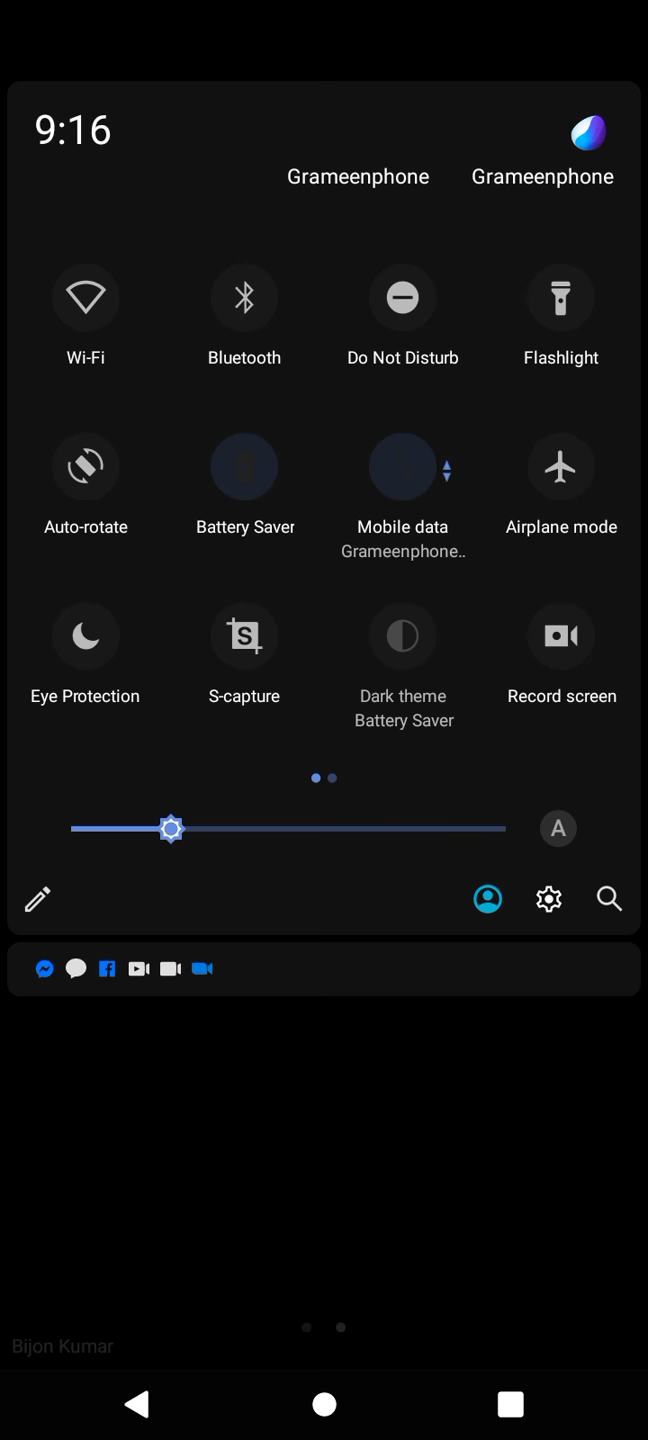 9:16
Grameenphone Grameenphone
Wi-Fi Bluetooth Do Not Disturb Flashlight
Auto-rotate Battery Saver Mobile data Airplane mode
Grameenphone..
Eye Protection S-capture Dark theme Record screen
Battery Saver
A
Bijon Kumar